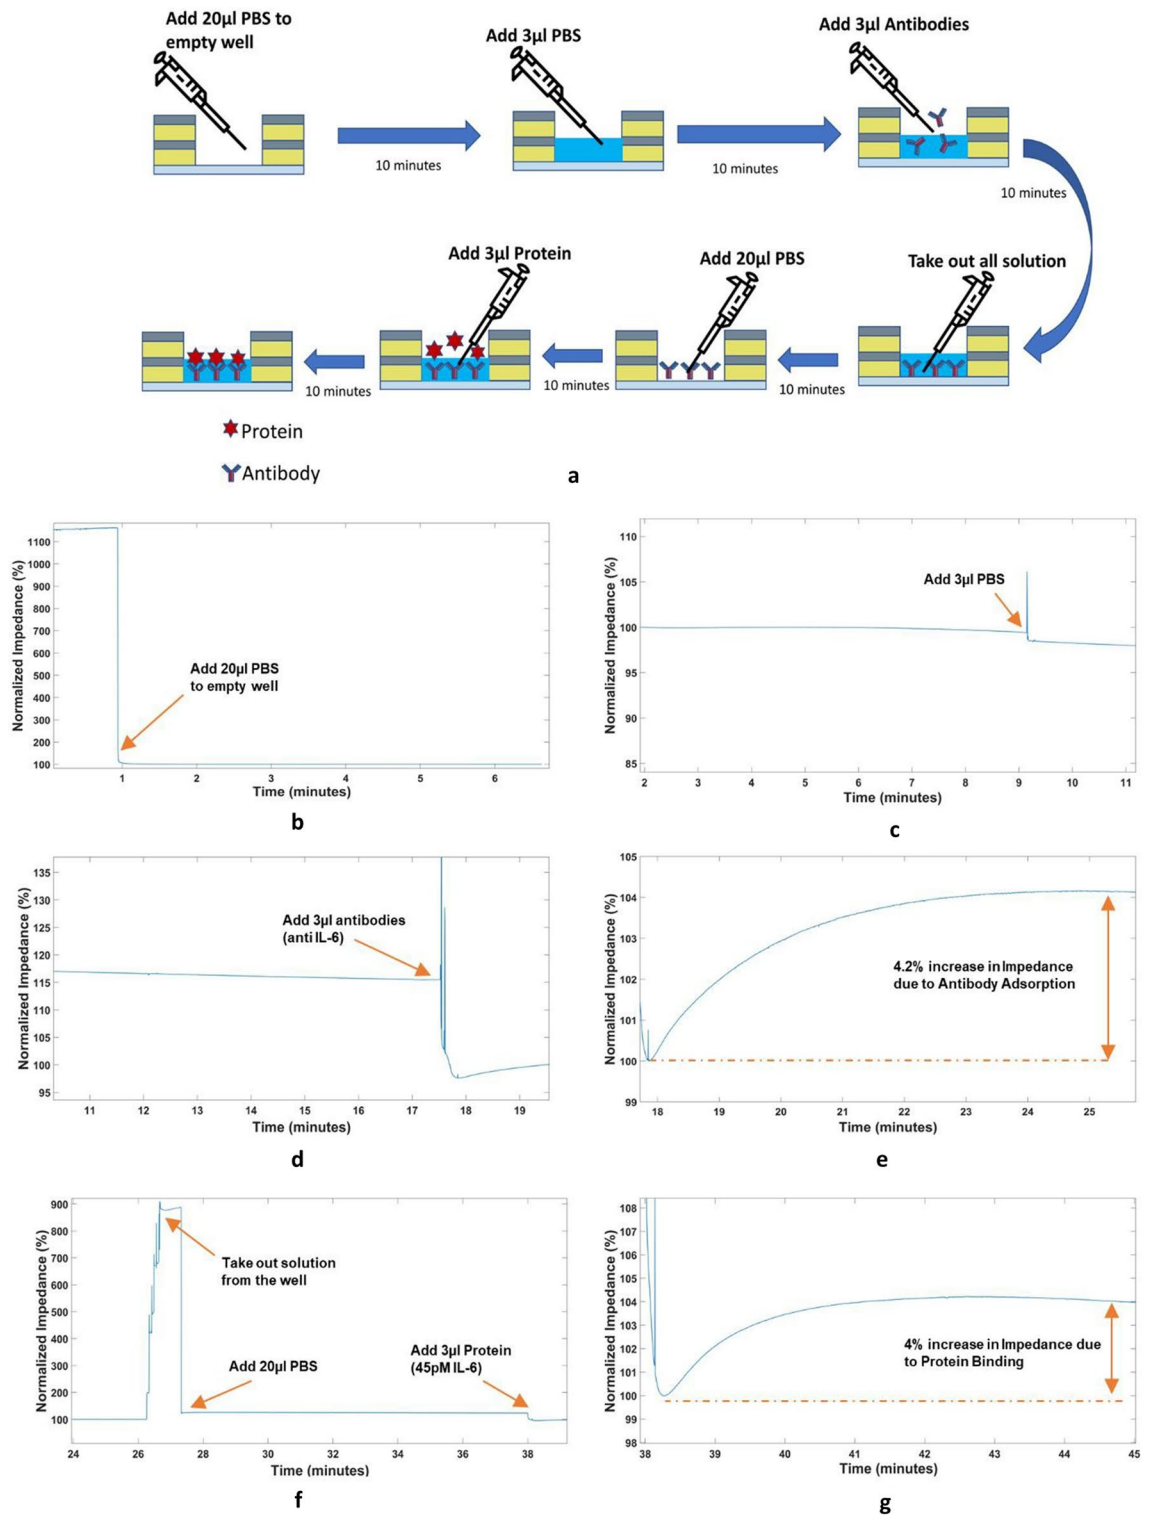 Add 20µl PBS to
empty well
Add 3µl PBS
Add 3µl Antibodies
10 minutes
10 minutes
10 minutes
Add 3µl Protein
Add 20µl PBS
Take out all solution
10 minutes
10 minutes
10 minutes
Protein
Antibody
a
Normalized Impedance (%)
1100
1000
900
800
700
600
500
400
300
200
100
Add 20µl PBS
to empty well
1 2 3 4 5 6
Time (minutes)
b
Normalized Impedance (%)
110
105
100
95
90
85
Add 3µl PBS
2 3 4 5 6 7 8 9 10 11
Time (minutes)
c
Normalized Impedance (%)
135
130
125
120
115
110
105
100
95
Add 3µl antibodies
(anti IL-6)
11 12 13 14 15 16 17 18 19
Time (minutes)
d
Normalized Impedance (%)
105
104
103
102
101
100
99
4.2% increase in Impedance
due to Antibody Adsorption
18 19 20 21 22 23 24 25
Time (minutes)
e
Normalized Impedance (%)
900
800
700
600
500
400
300
200
100
Take out solution
from the well
Add 20µl PBS
Add 3µl Protein
(45pM IL-6)
24 26 28 30 32 34 36 38
Time (minutes)
f
Normalized Impedance (%)
108
107
106
105
104
103
102
101
100
99
98
4% increase in Impedance due
to Protein Binding
38 39 40 41 42 43 44 45
Time (minutes)
g